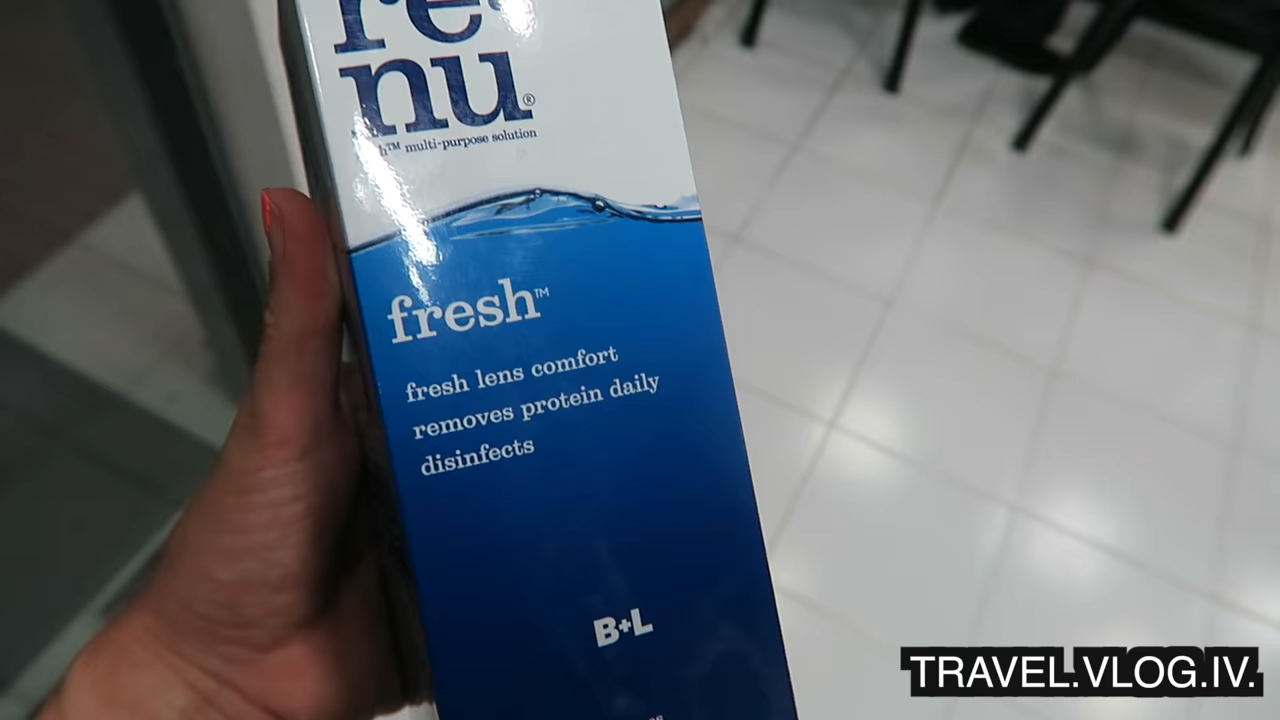 re
nu®
multi-purpose solution
fresh™
fresh lens comfort
removes protein daily
disinfects
B+L
TRAVEL.VLOG.IV.